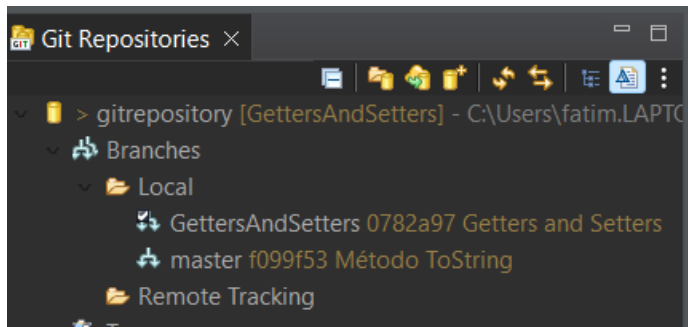 GIT Git Repositories
> gitrepository [GettersAndSetters] - C:\Users\fatim.LAPTO
Branches
Local
GettersAndSetters 0782a97 Getters and Setters
master f099f53 Método ToString
Remote Tracking